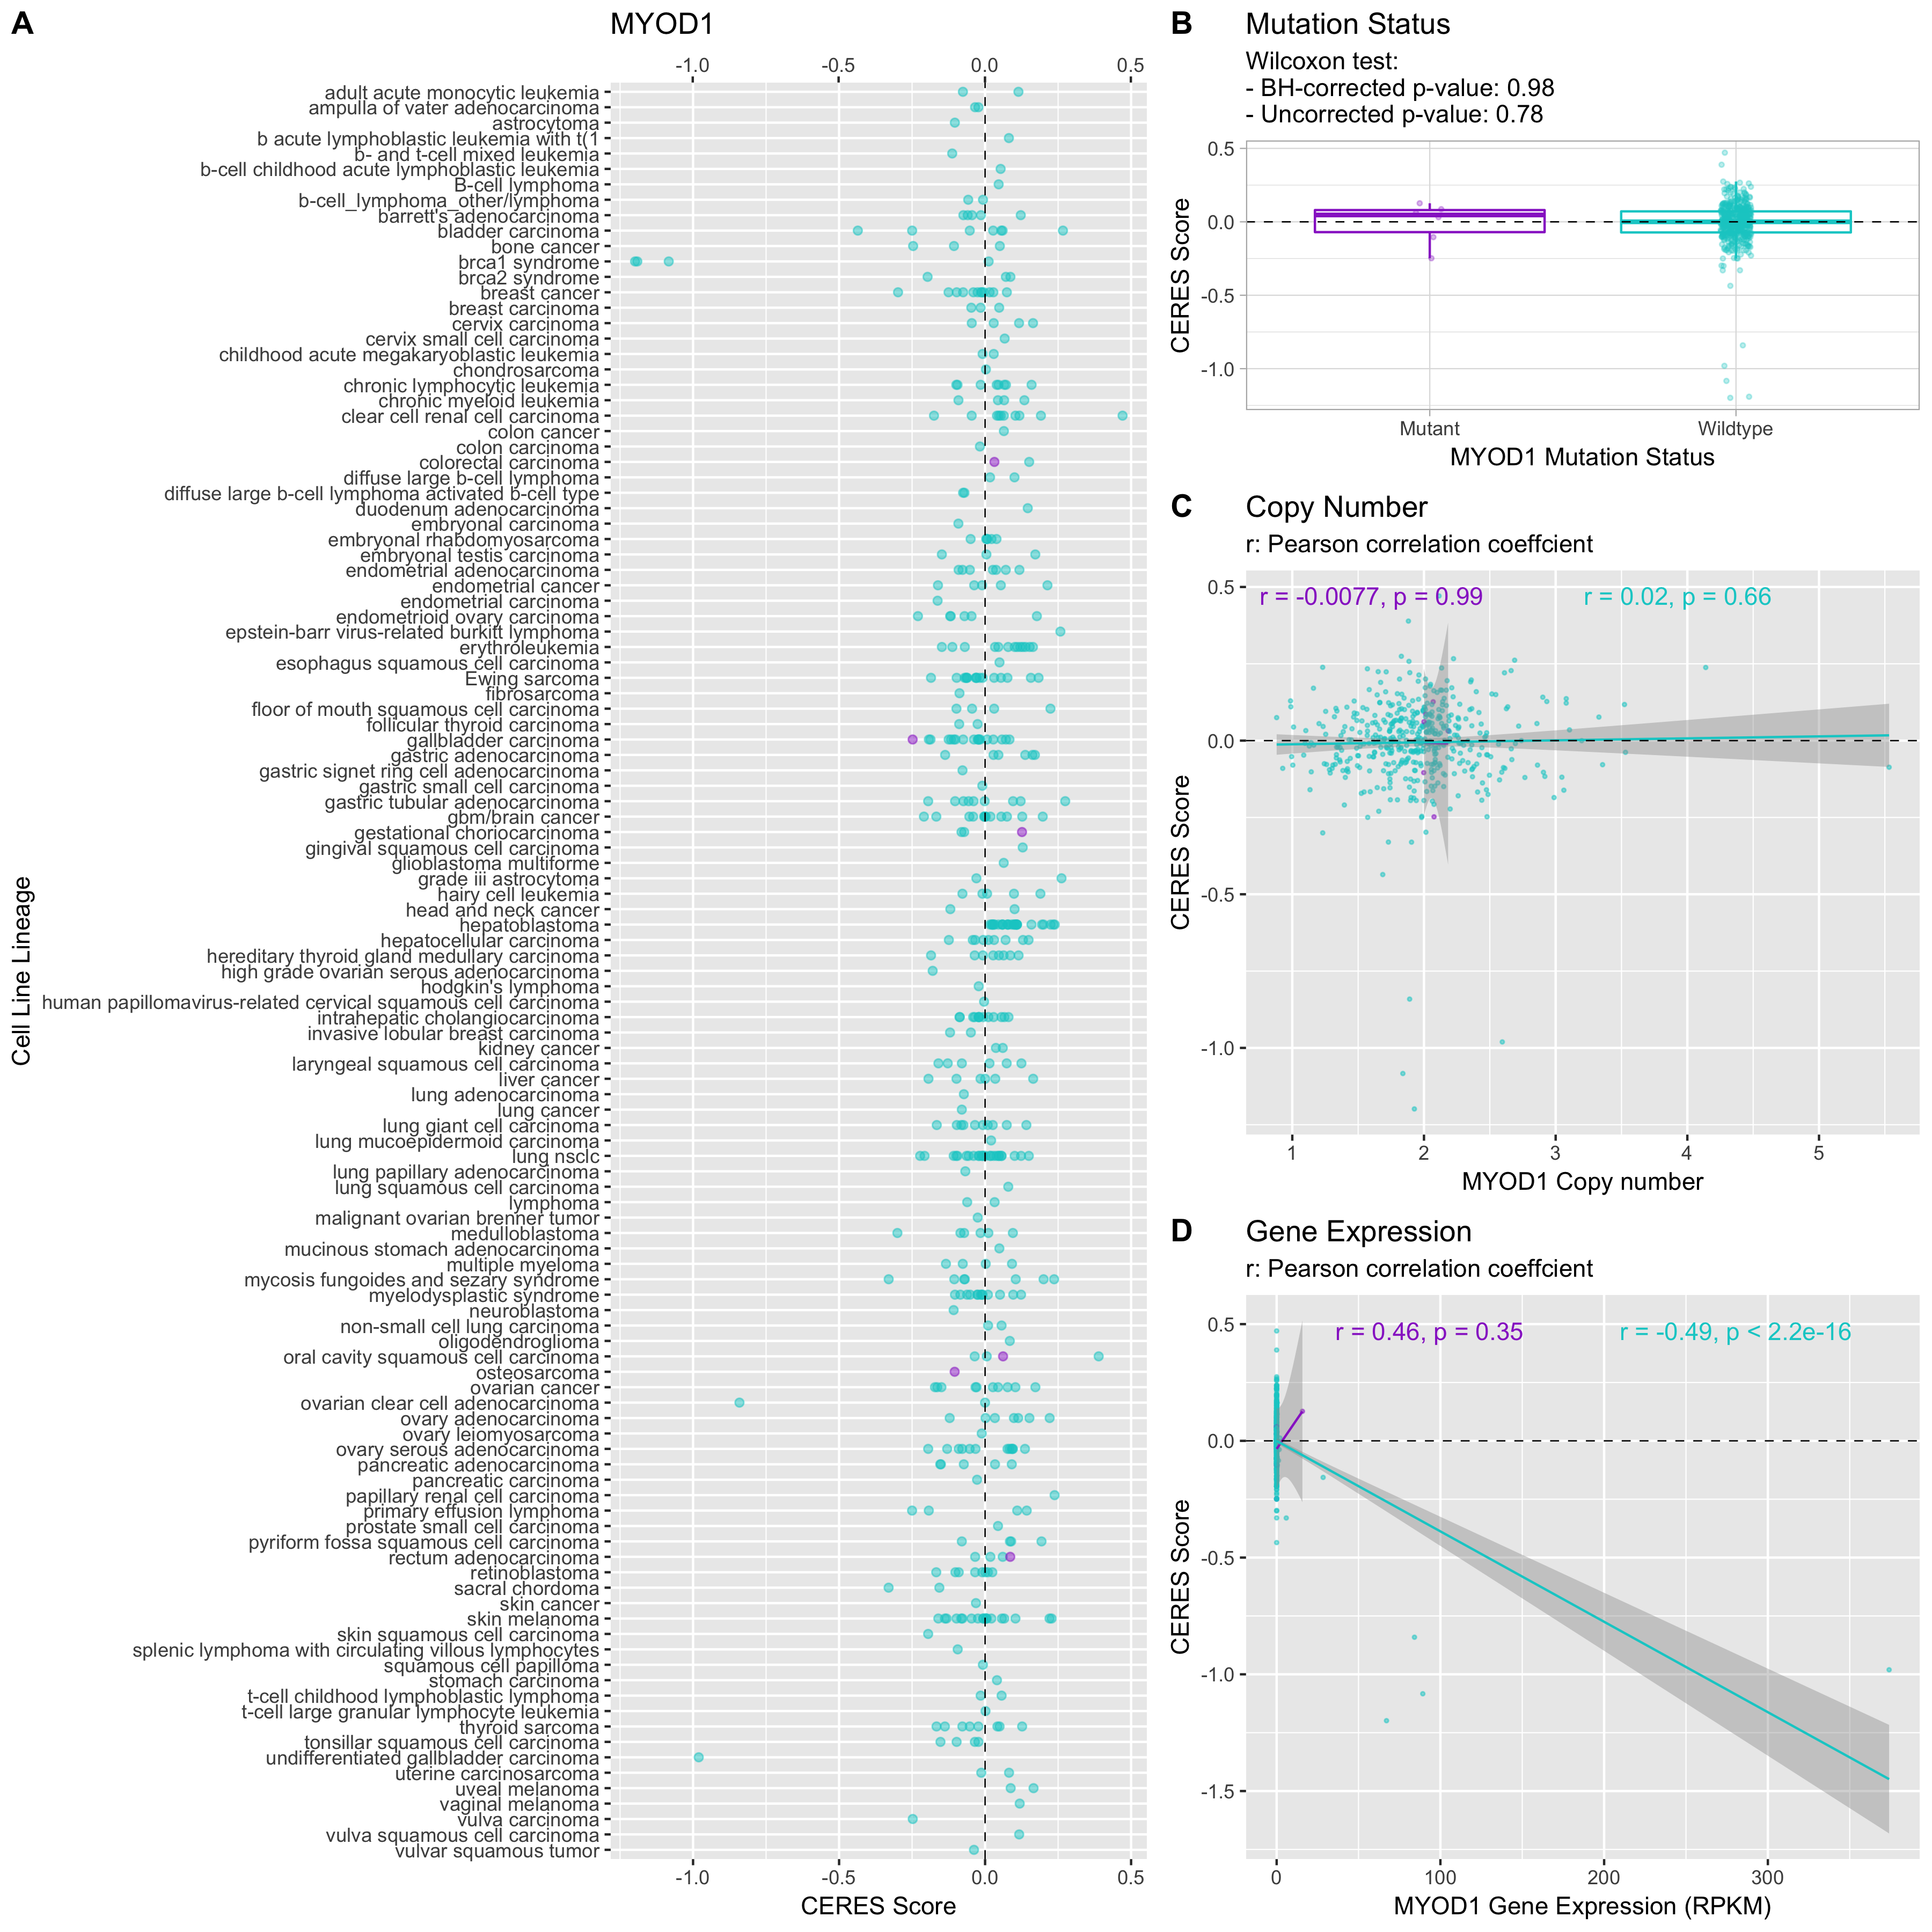 A
MYOD1
-1.0 -0.5 0.0 0.5
Cell Line Lineage
adult acute monocytic leukemia
ampulla of vater adenocarcinoma
astrocytoma
b acute lymphoblastic leukemia with t(1
b- and t-cell mixed leukemia
b-cell childhood acute lymphoblastic leukemia
B-cell lymphoma
b-cell_lymphoma_other/lymphoma
barrett's adenocarcinoma
bladder carcinoma
bone cancer
brca1 syndrome
brca2 syndrome
breast cancer
breast carcinoma
cervix carcinoma
cervix small cell carcinoma
childhood acute megakaryoblastic leukemia
chondrosarcoma
chronic lymphocytic leukemia
chronic myeloid leukemia
clear cell renal cell carcinoma
colon cancer
colon carcinoma
colorectal carcinoma
diffuse large b-cell lymphoma
diffuse large b-cell lymphoma activated b-cell type
duodenum adenocarcinoma
embryonal carcinoma
embryonal rhabdomyosarcoma
embryonal testis carcinoma
endometrial adenocarcinoma
endometrial cancer
endometrial carcinoma
endometrioid ovary carcinoma
epstein-barr virus-related burkitt lymphoma
erythroleukemia
esophagus squamous cell carcinoma
Ewing sarcoma
fibrosarcoma
floor of mouth squamous cell carcinoma
follicular thyroid carcinoma
gallbladder carcinoma
gastric adenocarcinoma
gastric signet ring cell adenocarcinoma
gastric small cell carcinoma
gastric tubular adenocarcinoma
gbm/brain cancer
gestational choriocarcinoma
gingival squamous cell carcinoma
glioblastoma multiforme
grade iii astrocytoma
hairy cell leukemia
head and neck cancer
hepatoblastoma
hepatocellular carcinoma
hereditary thyroid gland medullary carcinoma
high grade ovarian serous adenocarcinoma
hodgkin's lymphoma
human papillomavirus-related cervical squamous cell carcinoma
intrahepatic cholangiocarcinoma
invasive lobular breast carcinoma
kidney cancer
laryngeal squamous cell carcinoma
liver cancer
lung adenocarcinoma
lung cancer
lung giant cell carcinoma
lung mucoepidermoid carcinoma
lung nsclc
lung papillary adenocarcinoma
lung squamous cell carcinoma
lymphoma
malignant ovarian brenner tumor
medulloblastoma
mucinous stomach adenocarcinoma
multiple myeloma
mycosis fungoides and sezary syndrome
myelodysplastic syndrome
neuroblastoma
non-small cell lung carcinoma
oligodendroglioma
oral cavity squamous cell carcinoma
osteosarcoma
ovarian cancer
ovarian clear cell adenocarcinoma
ovary adenocarcinoma
ovary leiomyosarcoma
ovary serous adenocarcinoma
pancreatic adenocarcinoma
pancreatic carcinoma
papillary renal cell carcinoma
primary effusion lymphoma
prostate small cell carcinoma
pyriform fossa squamous cell carcinoma
rectum adenocarcinoma
retinoblastoma
sacral chordoma
skin cancer
skin melanoma
skin squamous cell carcinoma
splenic lymphoma with circulating villous lymphocytes
squamous cell papilloma
stomach carcinoma
t-cell childhood lymphoblastic lymphoma
t-cell large granular lymphocyte leukemia
thyroid sarcoma
tonsillar squamous cell carcinoma
undifferentiated gallbladder carcinoma
uterine carcinosarcoma
uveal melanoma
vaginal melanoma
vulva carcinoma
vulva squamous cell carcinoma
vulvar squamous tumor
-1.0 -0.5 0.0 0.5
CERES Score
B
Mutation Status
Wilcoxon test:
- BH-corrected p-value: 0.98
- Uncorrected p-value: 0.78
CERES Score
0.5
0.0
-0.5
-1.0
Mutant Wildtype
MYOD1 Mutation Status
C
Copy Number
r: Pearson correlation coeffcient
CERES Score
0.5
0.0
-0.5
-1.0
r = -0.0077, p = 0.99 r = 0.02, p = 0.66
1 2 3 4 5
MYOD1 Copy number
D
Gene Expression
r: Pearson correlation coeffcient
CERES Score
0.5
0.0
-0.5
-1.0
-1.5
r = 0.46, p = 0.35 r = -0.49, p < 2.2e-16
0 100 200 300
MYOD1 Gene Expression (RPKM)